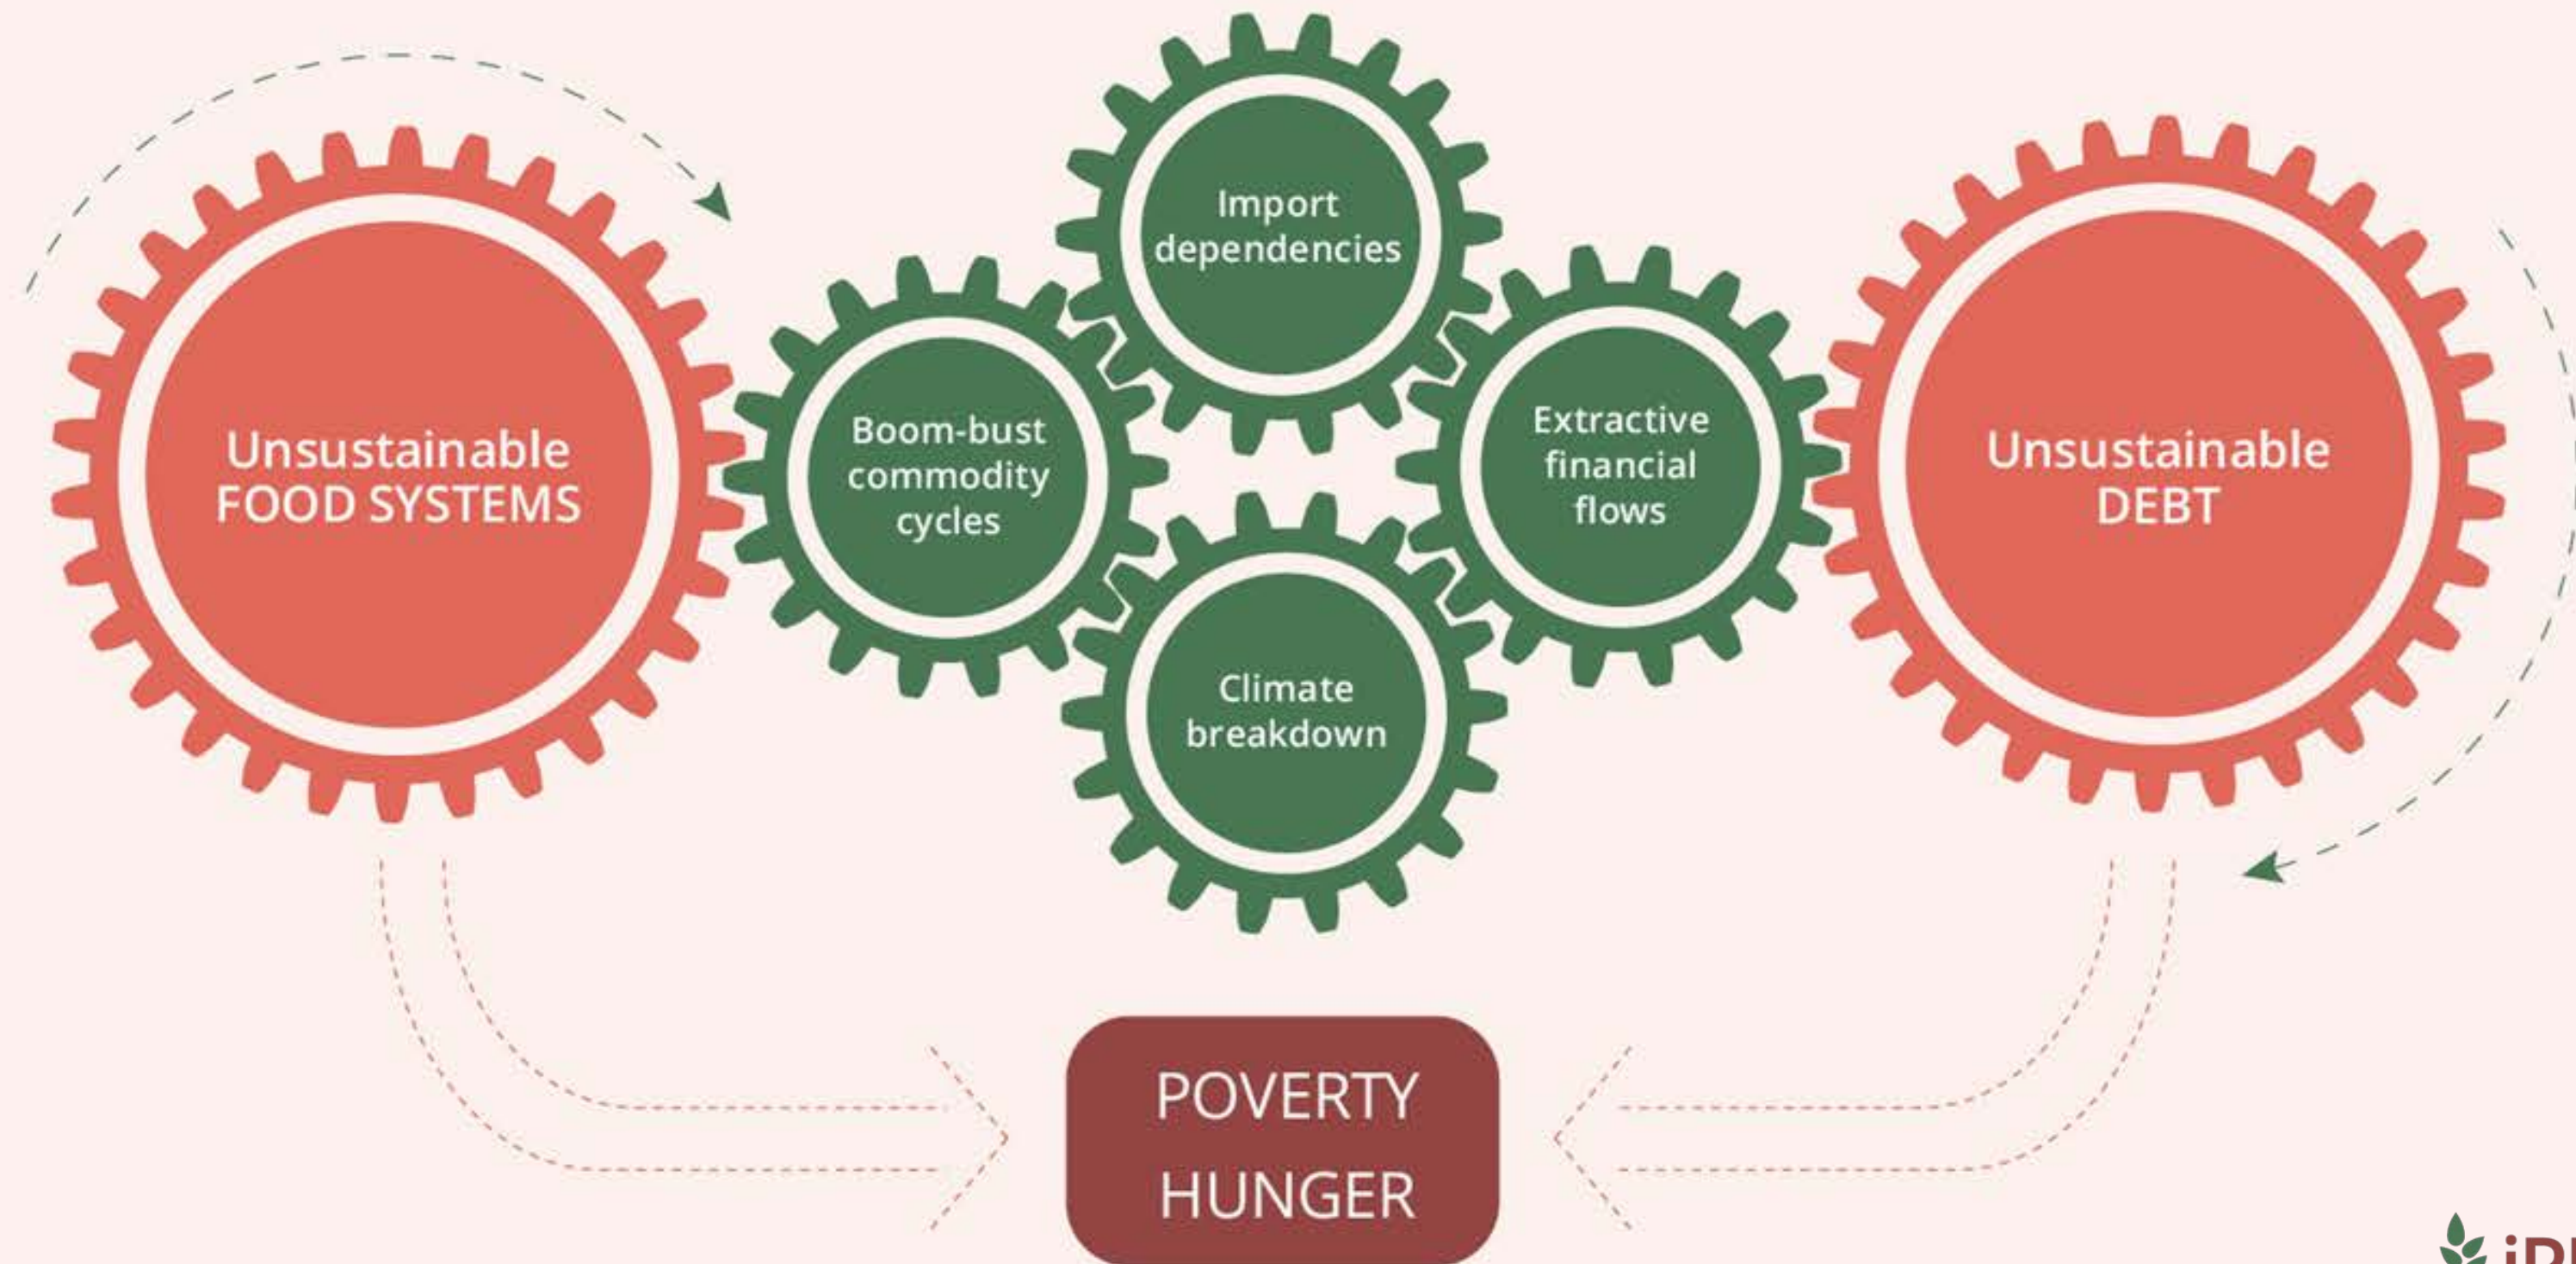 Import
dependencies
Unsustainable
FOOD SYSTEMS
Boom-bust
commodity
cycles
Extractive
financial
flows
Unsustainable
DEBT
Climate
breakdown
POVERTY
HUNGER